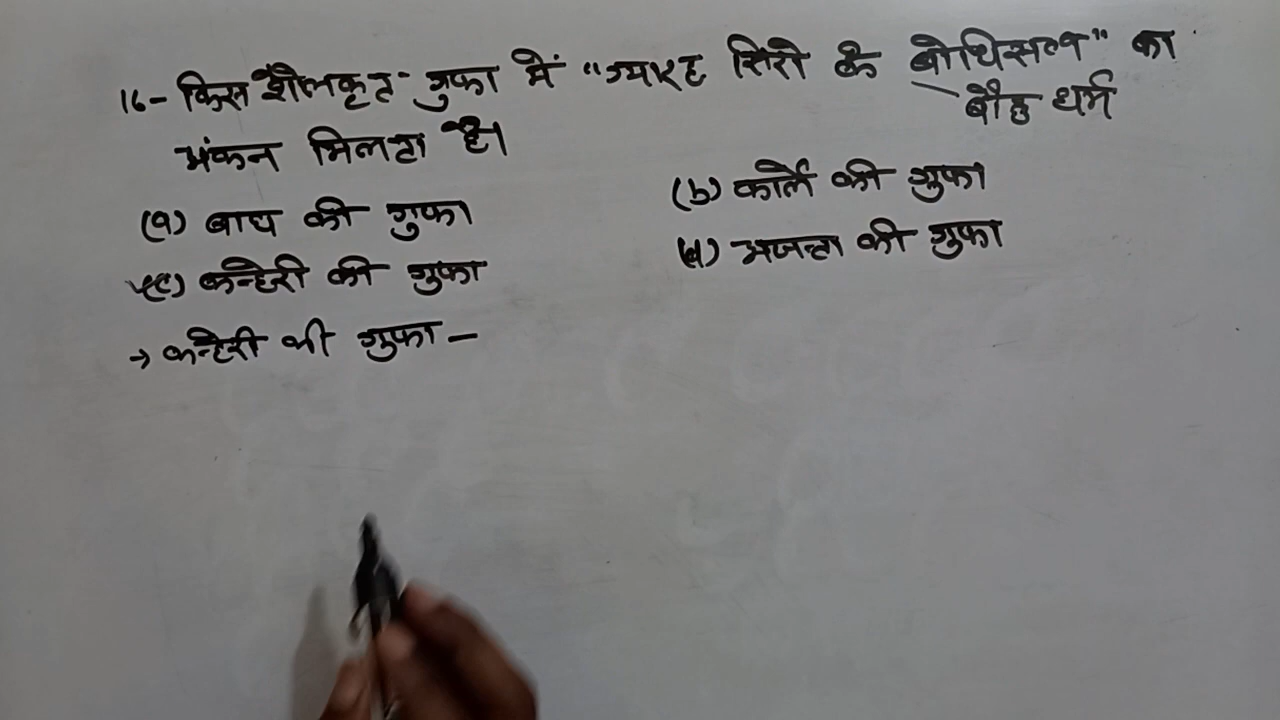 16- किस शैलकृत गुफा में "ग्यारह सिरो के बोधिसत्व" का
बौद्ध धर्म
अंकन मिलता है।
(a) बाघ की गुफा
(b) कार्ले की गुफा
(c) कन्हेरी की गुफा
(d) अजन्ता की गुफा
→ कन्हेरी की गुफा –